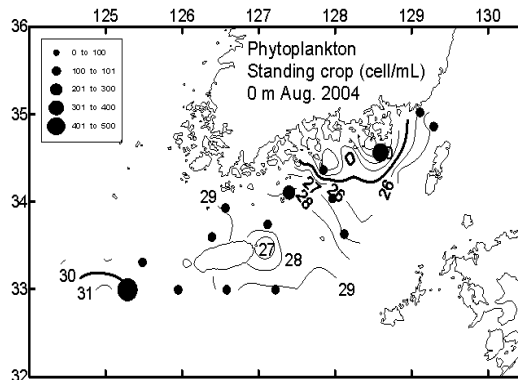 125 126 127 128 129 130
36
35
34
33
32
0 to 100
100 to 101
201 to 300
301 to 400
401 to 500
Phytoplankton
Standing crop (cell/mL)
0 m Aug. 2004
27
26
28
26
29
27
28
30
31
29